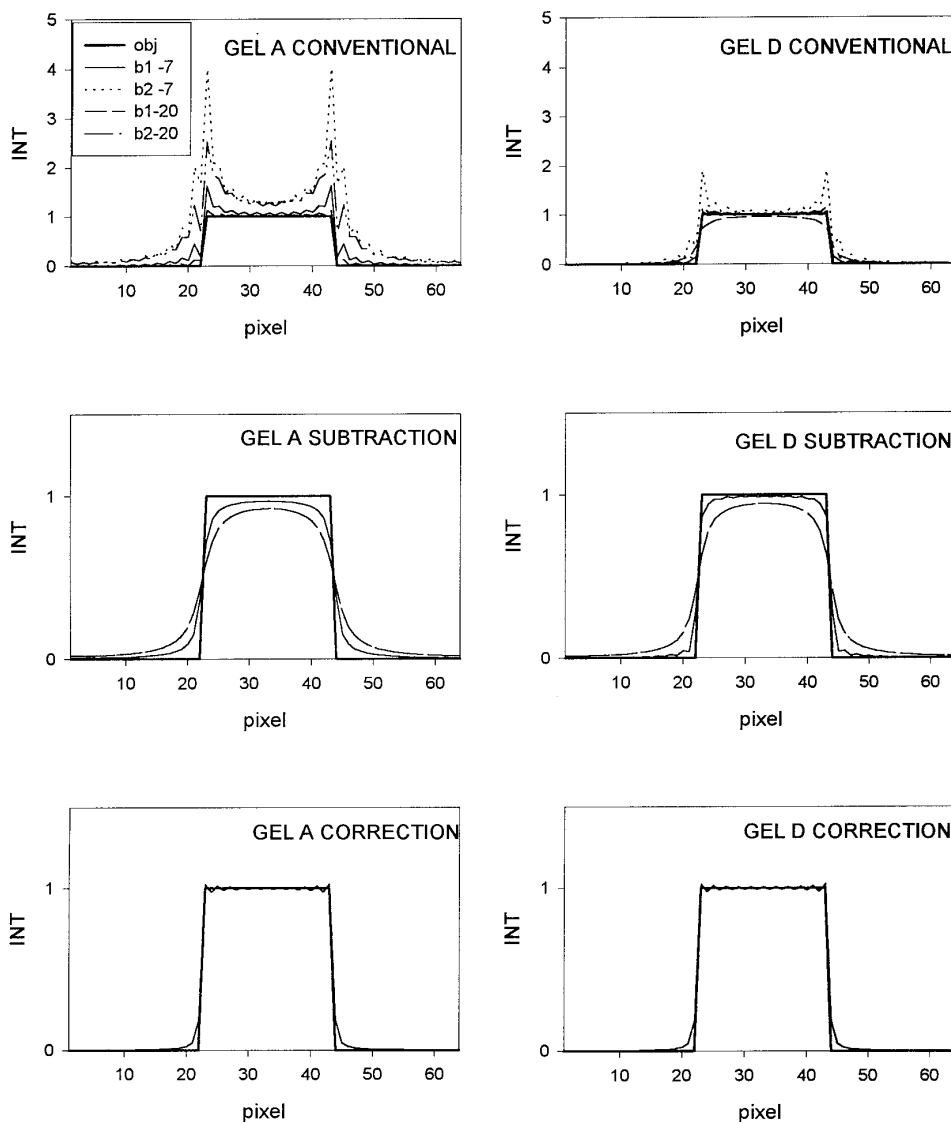 GEL A CONVENTIONAL
obj
b1 -7
b2 -7
b1-20
b2-20
5
4
3
2
1
0
INT
10 20 30 40 50 60
pixel
GEL D CONVENTIONAL
5
4
3
2
1
0
INT
10 20 30 40 50 60
pixel
GEL A SUBTRACTION
1
0
INT
10 20 30 40 50 60
pixel
GEL D SUBTRACTION
1
0
INT
10 20 30 40 50 60
pixel
GEL A CORRECTION
1
0
INT
10 20 30 40 50 60
pixel
GEL D CORRECTION
1
0
INT
10 20 30 40 50 60
pixel